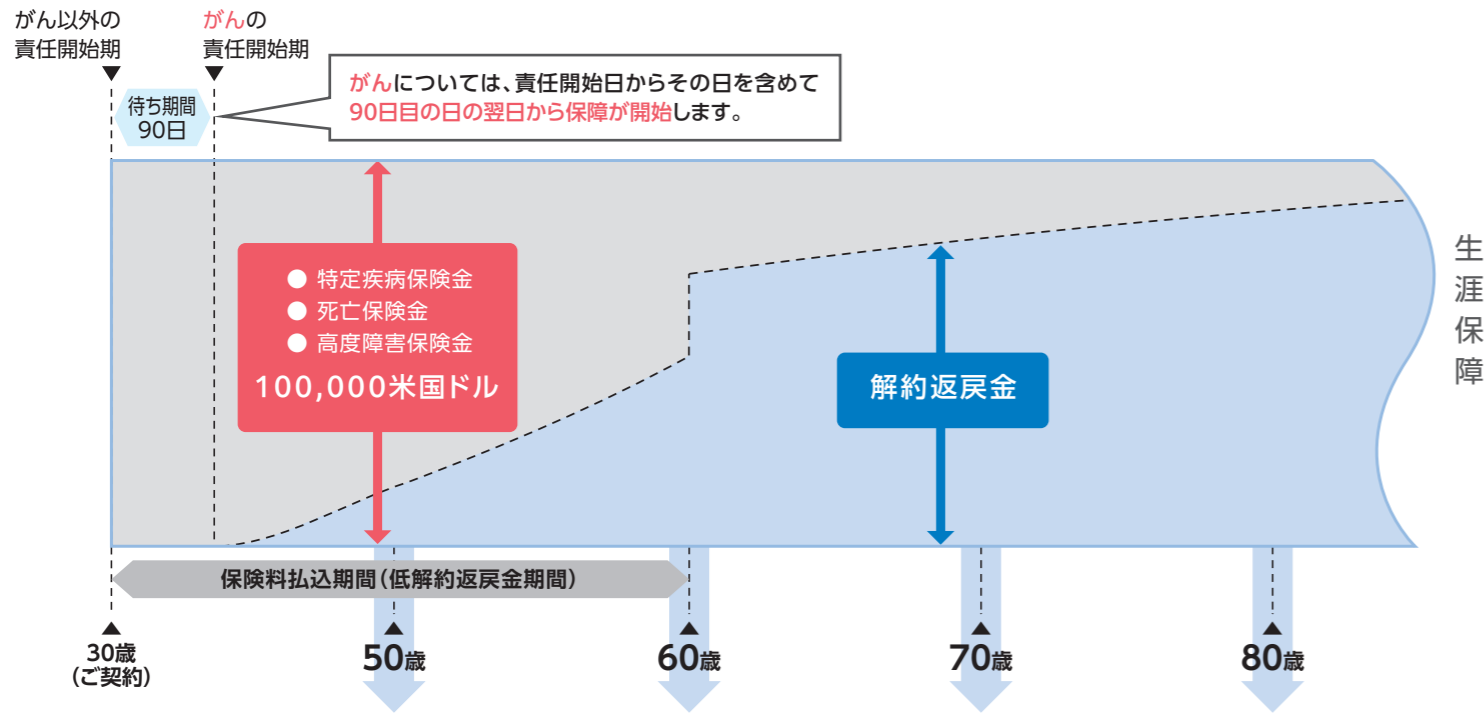 がん以外の
責任開始期
がんの
責任開始期
待ち期間
90日
がんについては、責任開始日からその日を含めて
90日目の日の翌日から保障が開始します。
● 特定疾病保険金
● 死亡保険金
● 高度障害保険金
100,000米国ドル
解約返戻金
生涯保障
保険料払込期間(低解約返戻金期間)
30歳
(ご契約)
50歳
60歳
70歳
80歳